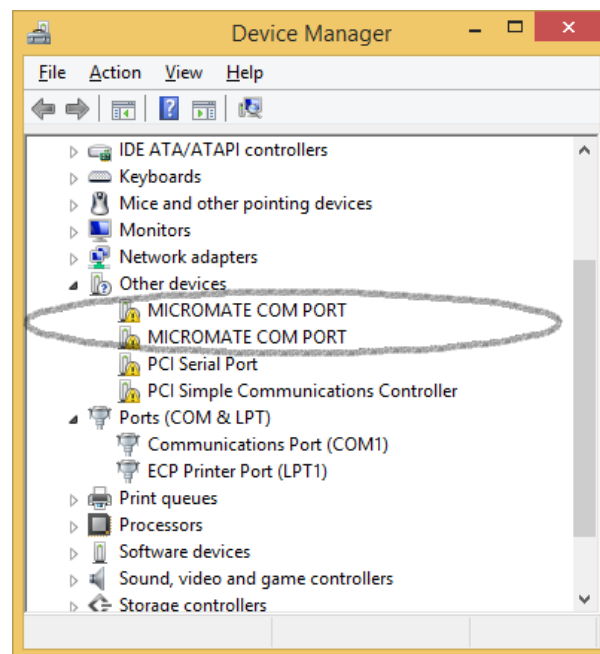 Device Manager
File Action View Help
IDE ATA/ATAPI controllers
Keyboards
Mice and other pointing devices
Monitors
Network adapters
Other devices
MICROMATE COM PORT
MICROMATE COM PORT
PCI Serial Port
PCI Simple Communications Controller
Ports (COM & LPT)
Communications Port (COM1)
ECP Printer Port (LPT1)
Print queues
Processors
Software devices
Sound, video and game controllers
Storage controllers